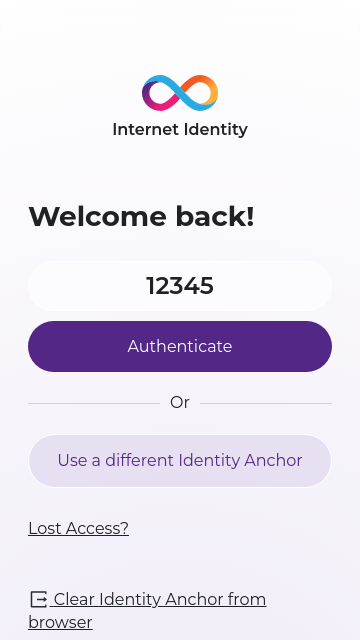 Internet Identity
Welcome back!
12345
Authenticate
Or
Use a different Identity Anchor
Lost Access?
Clear Identity Anchor from
browser